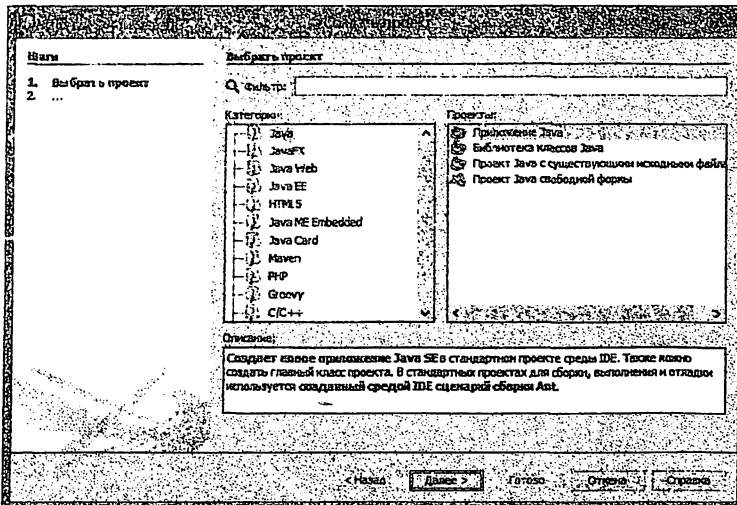 Шаги
1. Выбрать проект
2. ...
Выбрать проект
Фильтр:
Категории:
Java
JavaFX
Java Web
Java EE
HTML5
Java ME Embedded
Java Card
Maven
PHP
Groovy
C/C++
Проекты:
Приложение Java
Библиотека классов Java
Проект Java с существующими исходными файла
Проект Java свободной формы
Описание:
Создает новое приложение Java SE в стандартном проекте среды IDE. Также можно
создать главный класс проекта. В стандартных проектах для сборки, выполнения и отладки
используется созданный средой IDE сценарий сборки Ant.
< Назад Далее > Готово Отмена Справка